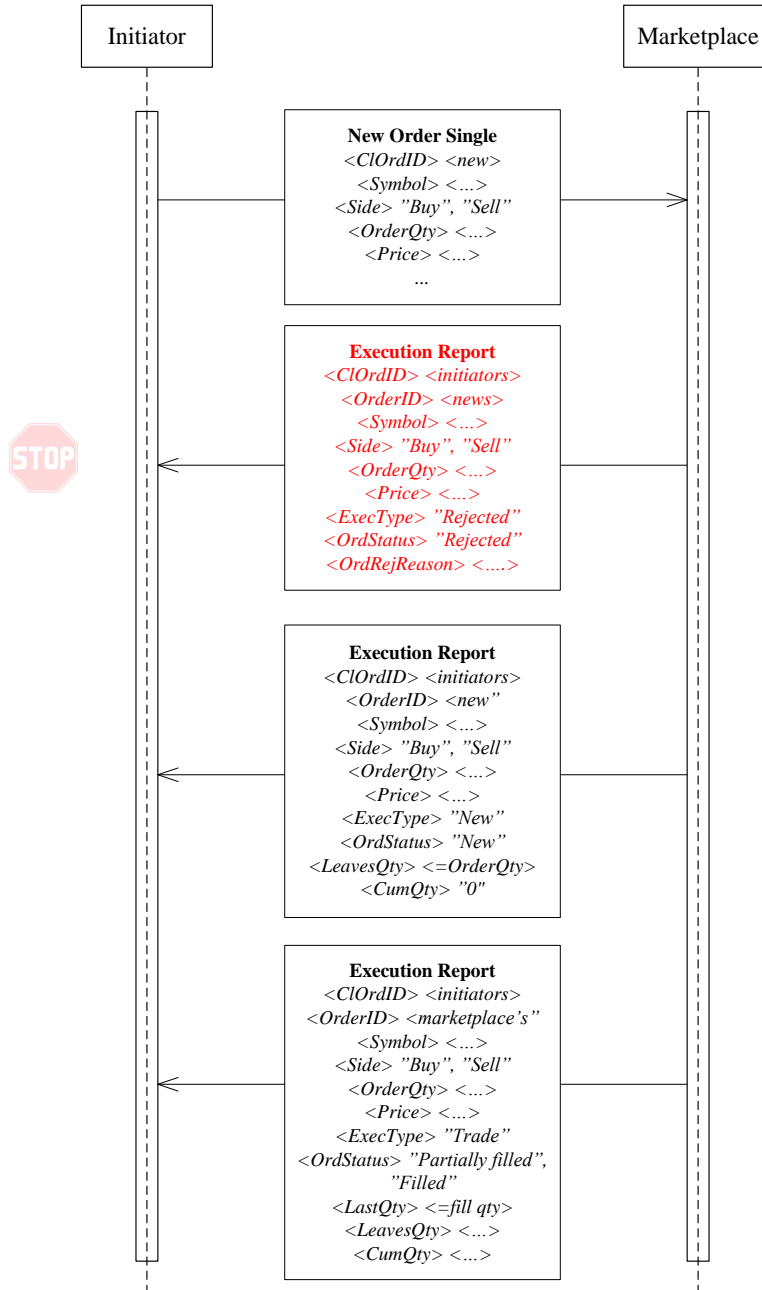 Initiator
Marketplace
New Order Single
<ClOrdID> <new>
<Symbol> <...>
<Side> ”Buy”, ”Sell”
<OrderQty> <...>
<Price> <...>
...
Execution Report
<ClOrdID> <initiators>
<OrderID> <news>
<Symbol> <...>
<Side> ”Buy”, ”Sell”
<OrderQty> <...>
<Price> <...>
<ExecType> ”Rejected”
<OrdStatus> ”Rejected”
<OrdRejReason> <....>
STOP
Execution Report
<ClOrdID> <initiators>
<OrderID> <new”
<Symbol> <...>
<Side> ”Buy”, ”Sell”
<OrderQty> <...>
<Price> <...>
<ExecType> ”New”
<OrdStatus> ”New”
<LeavesQty> <=OrderQty>
<CumQty> ”0"
Execution Report
<ClOrdID> <initiators>
<OrderID> <marketplace’s”
<Symbol> <...>
<Side> ”Buy”, ”Sell”
<OrderQty> <...>
<Price> <...>
<ExecType> ”Trade”
<OrdStatus> ”Partially filled”,
”Filled”
<LastQty> <=fill qty>
<LeavesQty> <...>
<CumQty> <...>